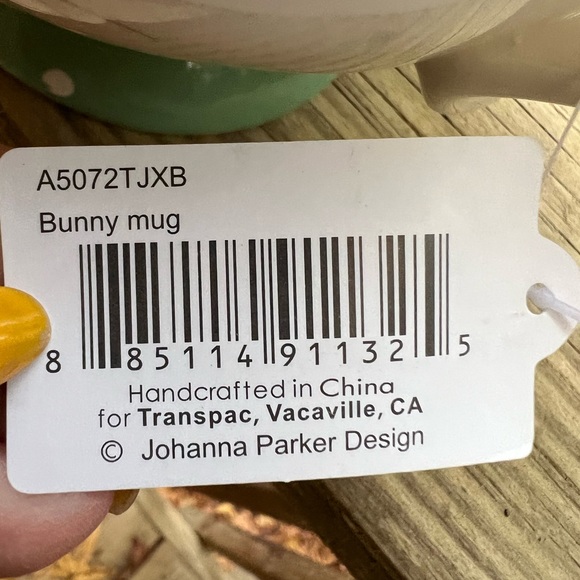 A5072TJXB
Bunny mug
8 85114 91132 5
Handcrafted in China
for Transpac, Vacaville, CA
© Johanna Parker Design